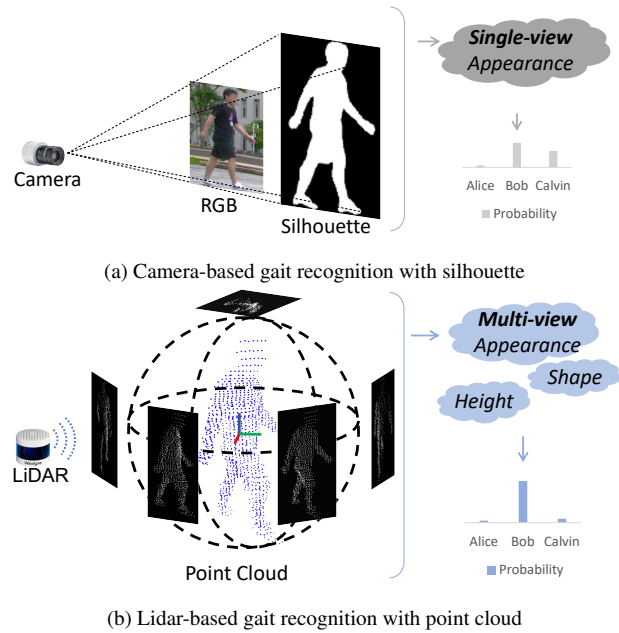 Single-view
Appearance
Camera
RGB
Silhouette
Alice Bob Calvin
Probability
(a) Camera-based gait recognition with silhouette
Multi-view
Appearance
Shape
Height
LiDAR
Point Cloud
Alice Bob Calvin
Probability
(b) Lidar-based gait recognition with point cloud